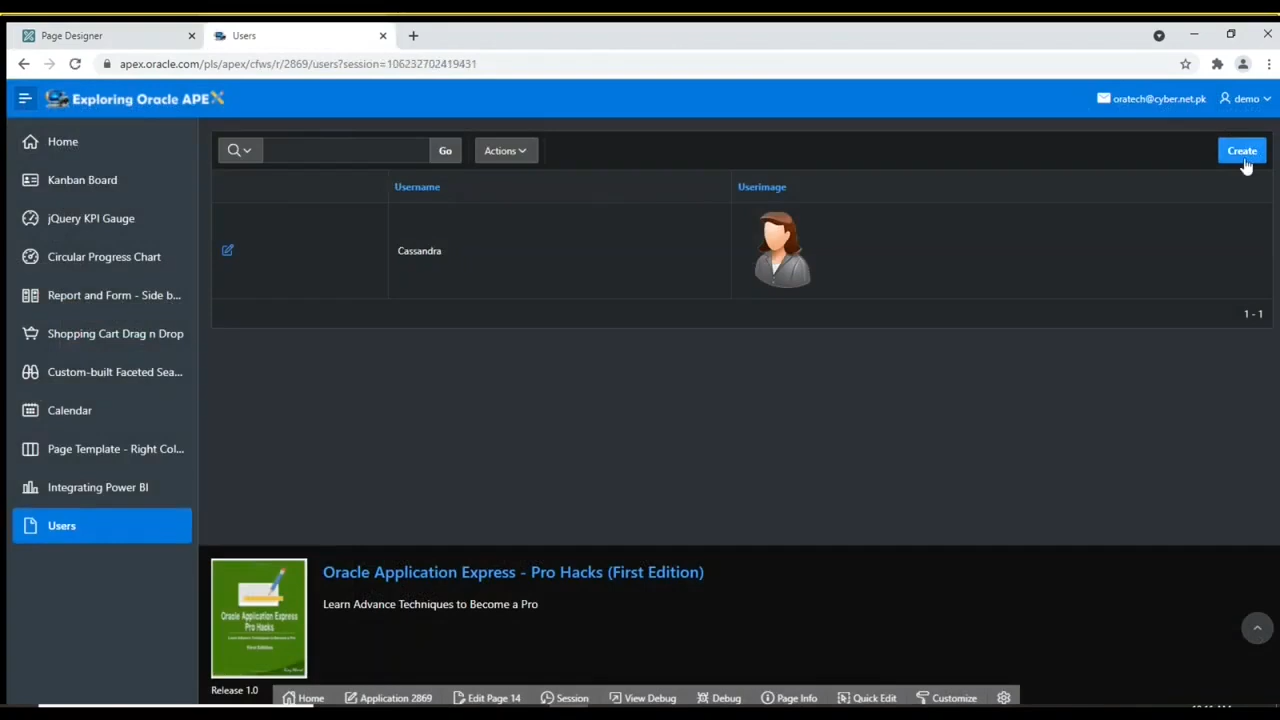 Page Designer
Users
apex.oracle.com/pls/apex/cfws/r/2869/users?session=106232702419431
Exploring Oracle APEX
oratech@cyber.net.pk
demo
Home
Kanban Board
jQuery KPI Gauge
Circular Progress Chart
Report and Form - Side b...
Shopping Cart Drag n Drop
Custom-built Faceted Sea...
Calendar
Page Template - Right Col...
Integrating Power BI
Users
Go
Actions
Create
Username
Userimage
Cassandra
1 - 1
Oracle Application Express
Pro Hacks
First Edition
Oracle Application Express - Pro Hacks (First Edition)
Learn Advance Techniques to Become a Pro
Release 1.0
Home
Application 2869
Edit Page 14
Session
View Debug
Debug
Page Info
Quick Edit
Customize